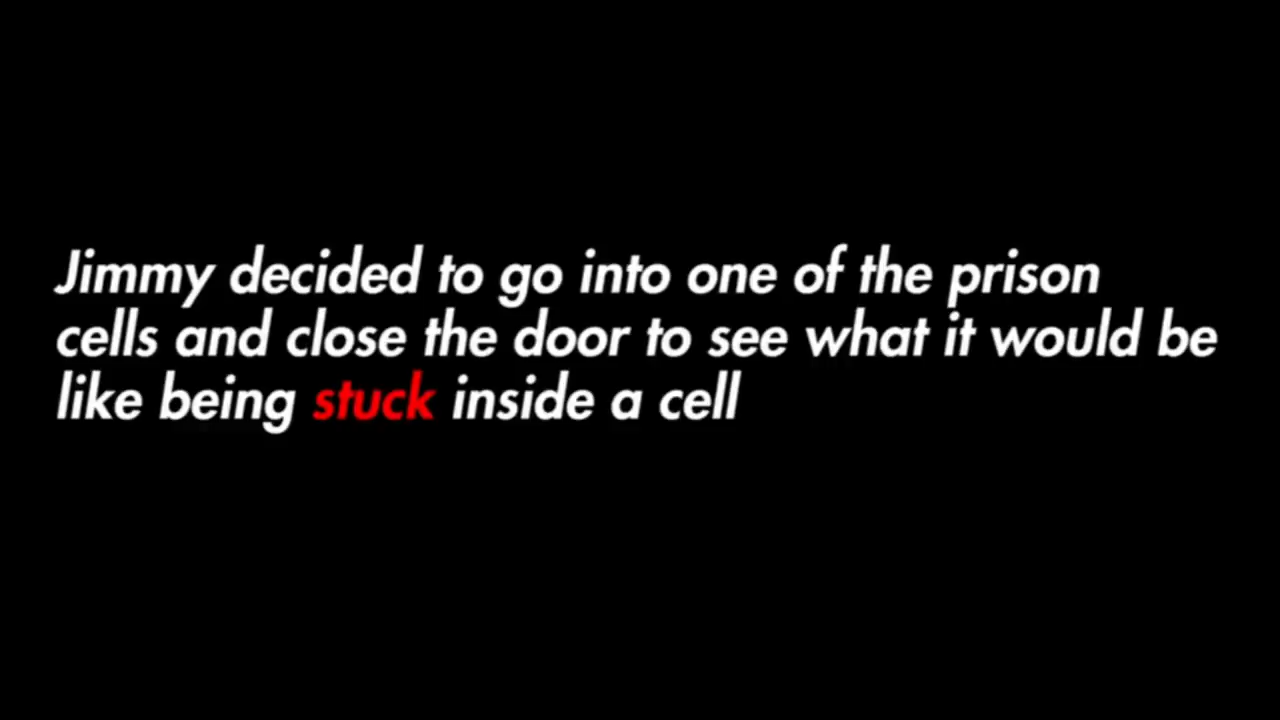 Jimmy decided to go into one of the prison
cells and close the door to see what it would be
like being stuck inside a cell